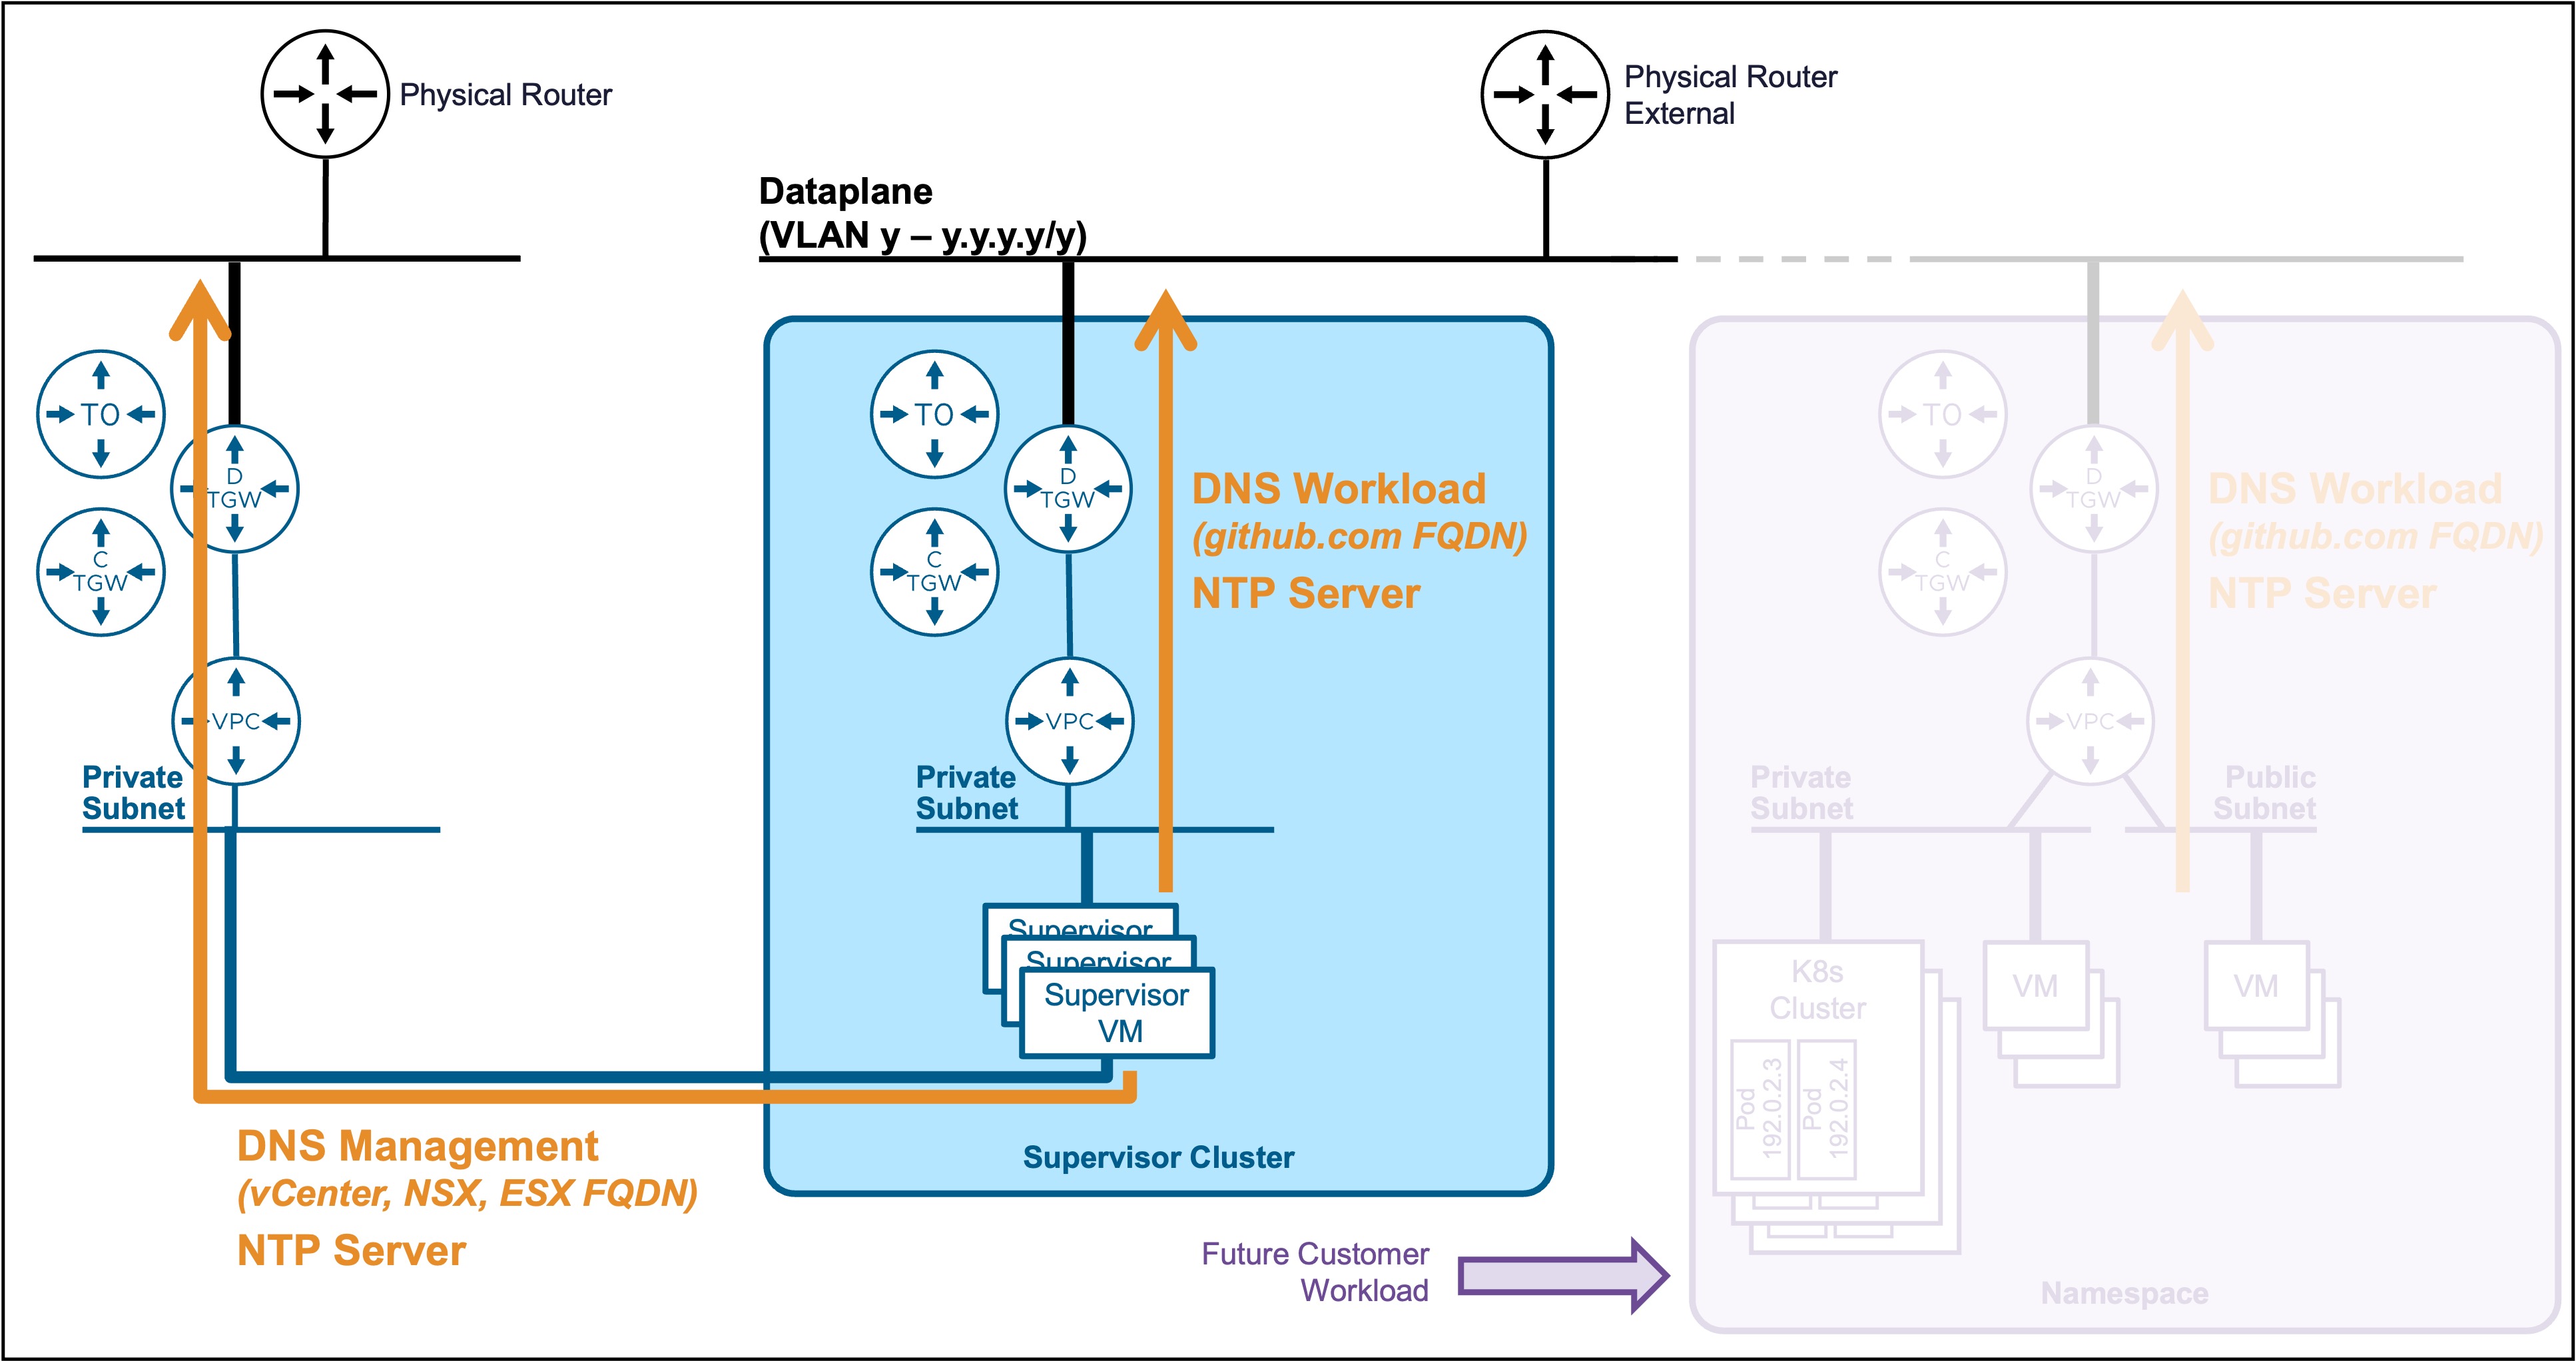 Physical Router
Physical Router
External
Dataplane
(VLAN y – y.y.y.y/y)
TO
D
TGW
C
TGW
VPC
Private
Subnet
TO
D
TGW
C
TGW
VPC
Private
Subnet
DNS Workload
(github.com FQDN)
NTP Server
Supervisor
Supervisor
Supervisor
VM
Supervisor Cluster
DNS Management
(vCenter, NSX, ESX FQDN)
NTP Server
TO
D
TGW
C
TGW
VPC
DNS Workload
(github.com FQDN)
NTP Server
Private
Subnet
Public
Subnet
K8s
Cluster
Pod
192.0.2.3
Pod
192.0.2.4
VM
VM
Namespace
Future Customer
Workload